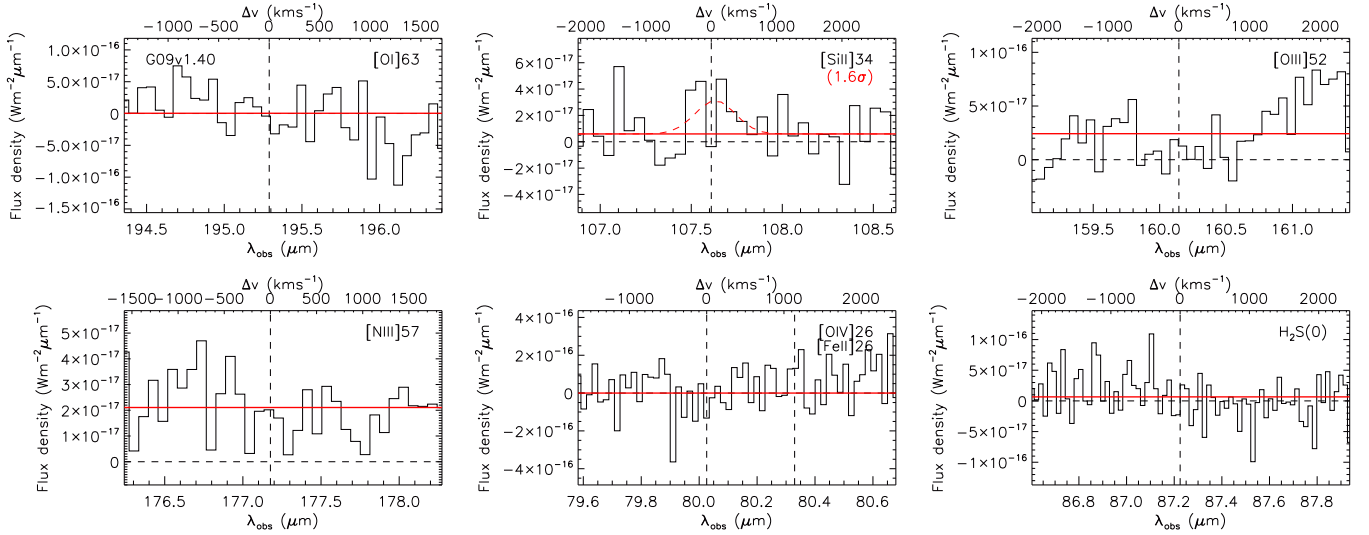 Δv (kms⁻¹)
-1000 -500 0 500 1000 1500
G09v1.40
[OI]63
Flux density (Wm⁻²μm⁻¹)
1.0×10⁻¹⁶
5.0×10⁻¹⁷
0
-5.0×10⁻¹⁷
-1.0×10⁻¹⁶
-1.5×10⁻¹⁶
194.5 195.0 195.5 196.0
λobs (μm)
Δv (kms⁻¹)
-2000 -1000 0 1000 2000
[SiII]34
(1.6σ)
Flux density (Wm⁻²μm⁻¹)
6×10⁻¹⁷
4×10⁻¹⁷
2×10⁻¹⁷
0
-2×10⁻¹⁷
-4×10⁻¹⁷
107.0 107.5 108.0 108.5
λobs (μm)
Δv (kms⁻¹)
-2000 -1000 0 1000 2000
[OIII]52
Flux density (Wm⁻²μm⁻¹)
1×10⁻¹⁶
5×10⁻¹⁷
0
159.5 160.0 160.5 161.0
λobs (μm)
Δv (kms⁻¹)
-1500 -1000 -500 0 500 1000 1500
[NIII]57
Flux density (Wm⁻²μm⁻¹)
5×10⁻¹⁷
4×10⁻¹⁷
3×10⁻¹⁷
2×10⁻¹⁷
1×10⁻¹⁷
0
176.5 177.0 177.5 178.0
λobs (μm)
Δv (kms⁻¹)
-1000 0 1000 2000
[OIV]26
[FeII]26
Flux density (Wm⁻²μm⁻¹)
4×10⁻¹⁶
2×10⁻¹⁶
0
-2×10⁻¹⁶
-4×10⁻¹⁶
79.6 79.8 80.0 80.2 80.4 80.6
λobs (μm)
Δv (kms⁻¹)
-2000 -1000 0 1000 2000
H₂S(0)
Flux density (Wm⁻²μm⁻¹)
1×10⁻¹⁶
5×10⁻¹⁷
0
-5×10⁻¹⁷
-1×10⁻¹⁶
86.8 87.0 87.2 87.4 87.6 87.8
λobs (μm)